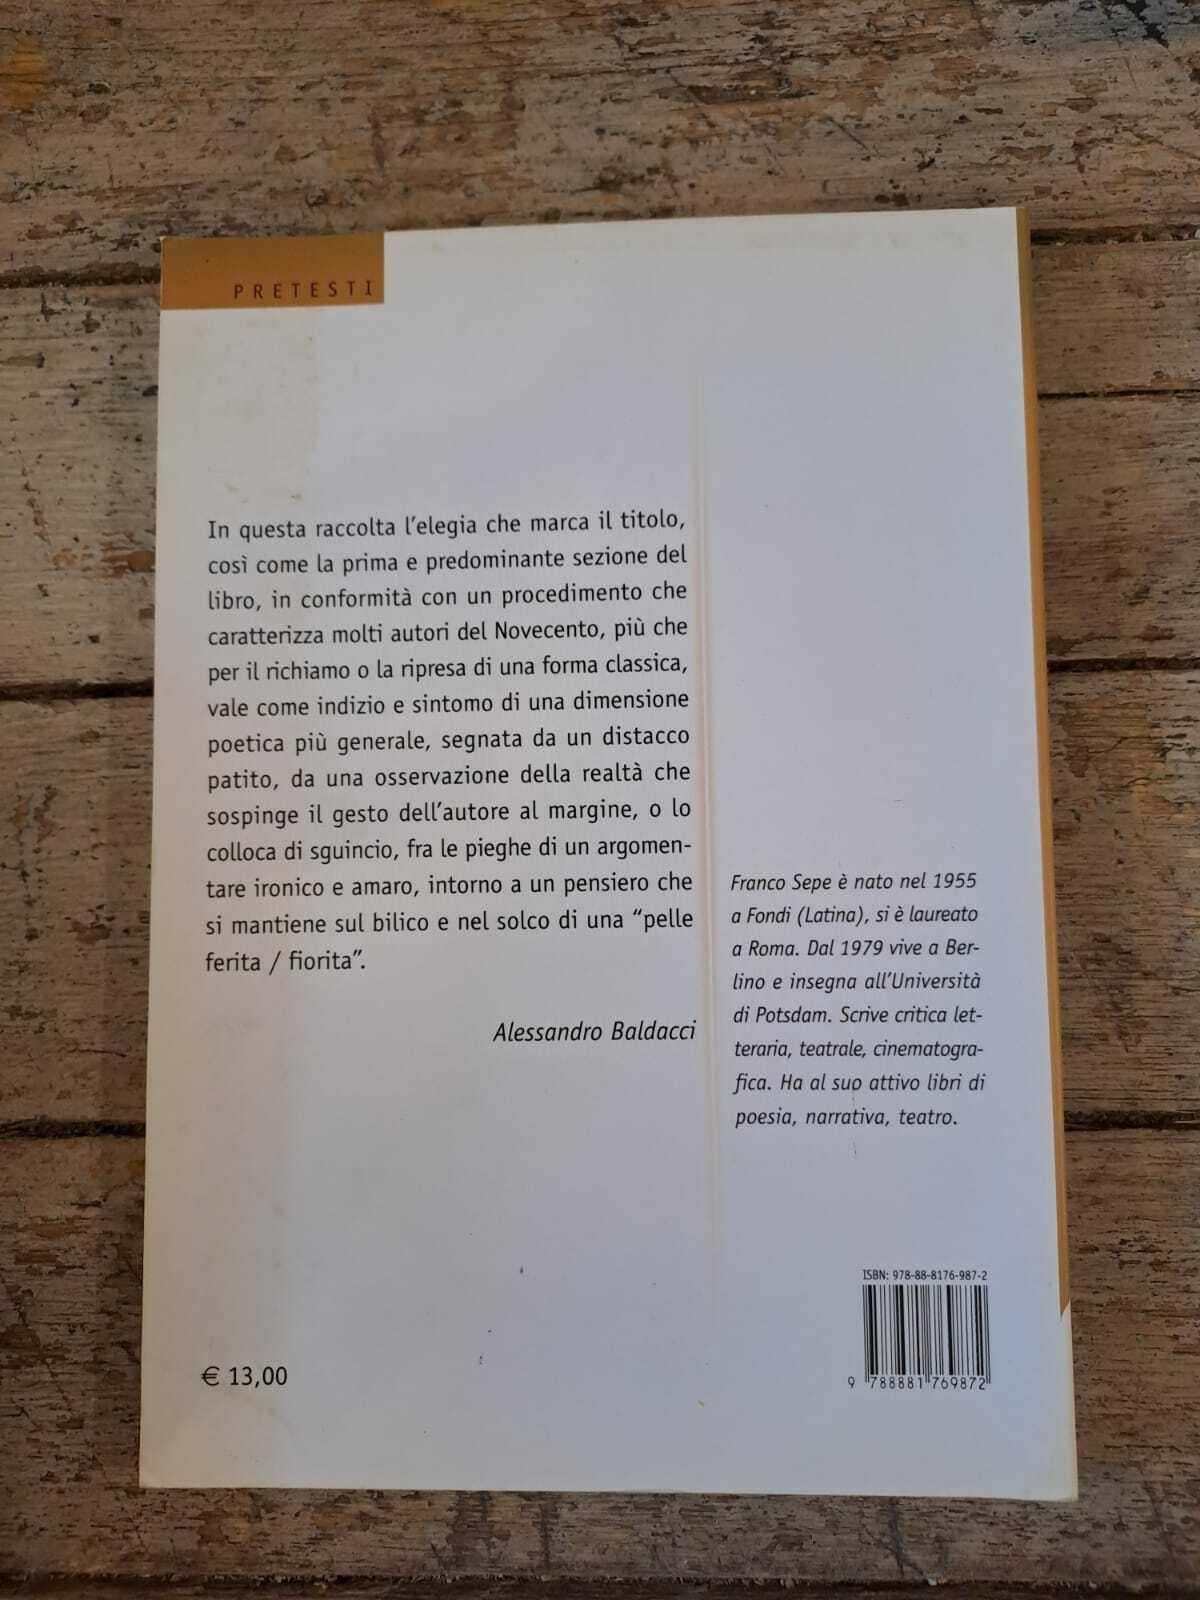 PRETESTI
In questa raccolta l'elegia che marca il titolo,
così come la prima e predominante sezione del
libro, in conformità con un procedimento che
caratterizza molti autori del Novecento, più che
per il richiamo o la ripresa di una forma classica,
vale come indizio e sintomo di una dimensione
poetica più generale, segnata da un distacco
patito, da una osservazione della realtà che
sospinge il gesto dell'autore al margine, o lo
colloca di sguincio, fra le pieghe di un argomen-
tare ironico e amaro, intorno a un pensiero che
si mantiene sul bilico e nel solco di una “pelle
ferita / fiorita”.
Alessandro Baldacci
Franco Sepe è nato nel 1955
a Fondi (Latina), si è laureato
a Roma. Dal 1979 vive a Ber-
lino e insegna all'Università
di Potsdam. Scrive critica let-
teraria, teatrale, cinematogra-
fica. Ha al suo attivo libri di
poesia, narrativa, teatro.
ISBN: 978-88-8176-987-2
9 788881 769872
€ 13,00